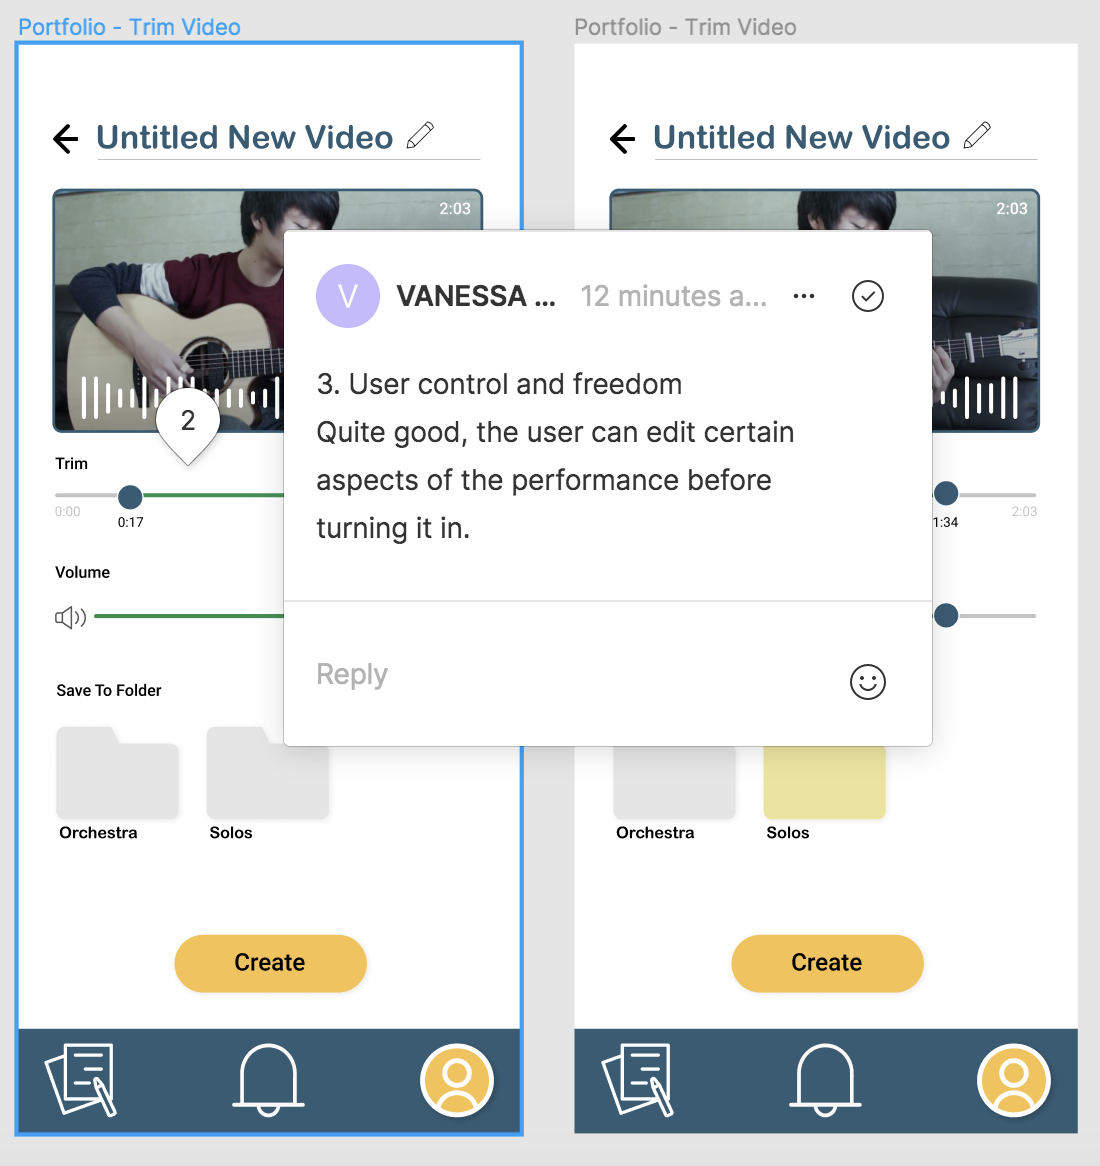 Portfolio - Trim Video
Untitled New Video
2:03
2
Trim
0:00
0:17
Volume
Save To Folder
Orchestra
Solos
Create
V
VANESSA ...
12 minutes a...
3. User control and freedom
Quite good, the user can edit certain
aspects of the performance before
turning it in.
Reply
Portfolio - Trim Video
Untitled New Video
2:03
1:34
2:03
Orchestra
Solos
Create